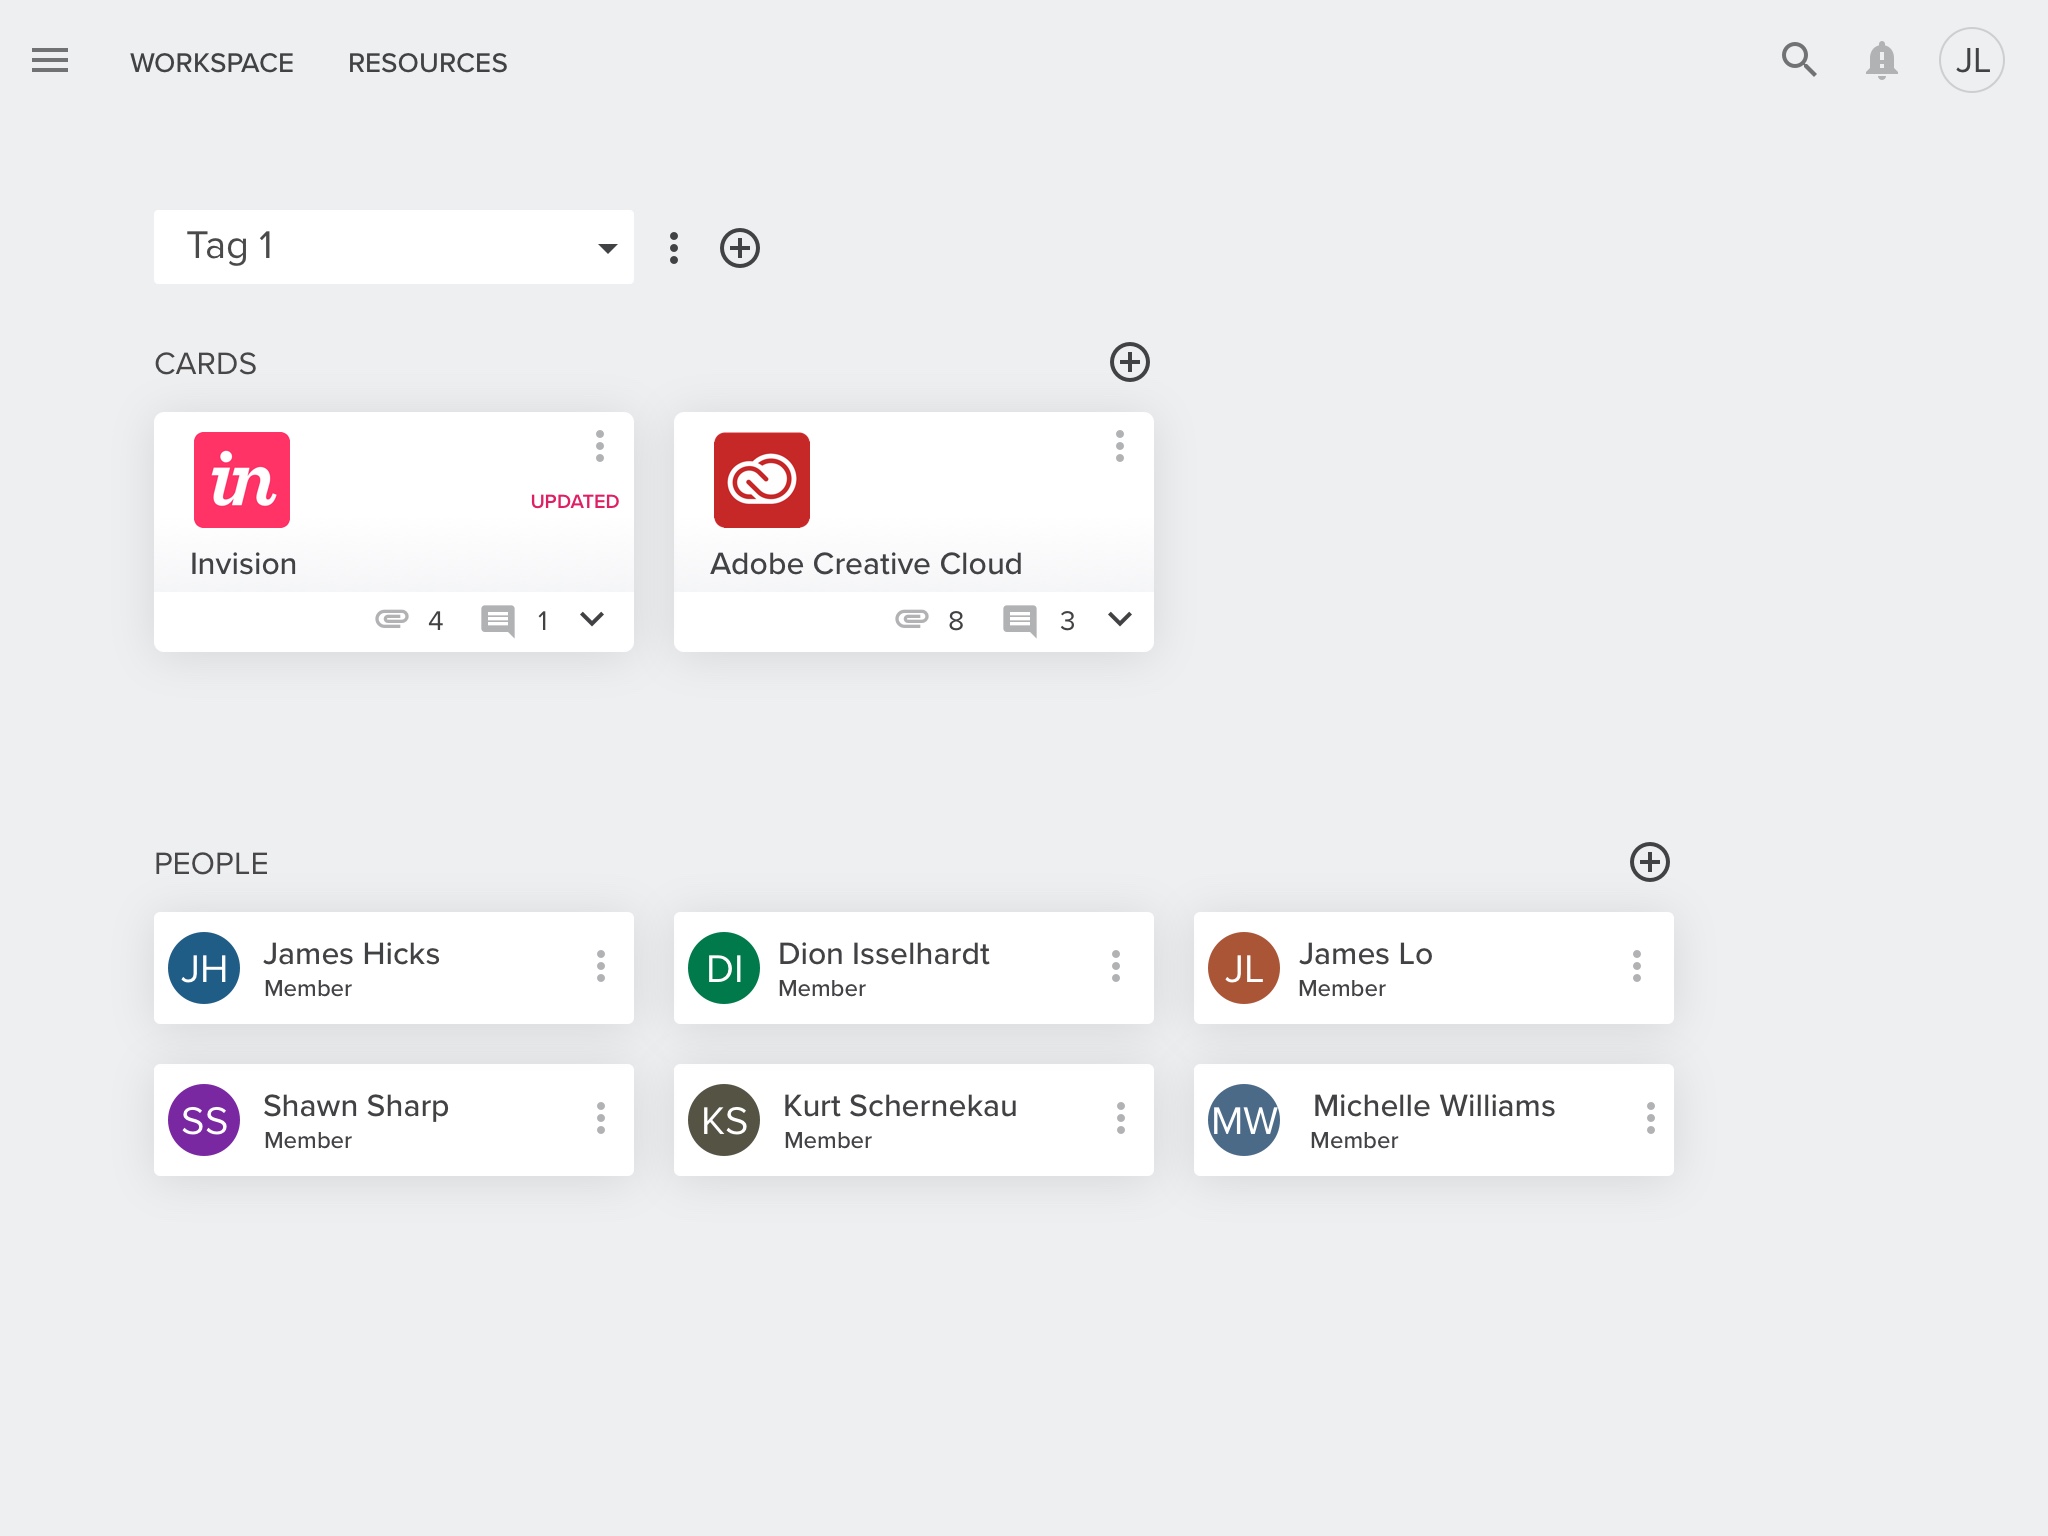 WORKSPACE RESOURCES JL
Tag 1
CARDS
in
UPDATED
Invision
Adobe Creative Cloud
4 1
8 3
PEOPLE
JH James Hicks
Member
DI Dion Isselhardt
Member
JL James Lo
Member
SS Shawn Sharp
Member
KS Kurt Schernekau
Member
MW Michelle Williams
Member